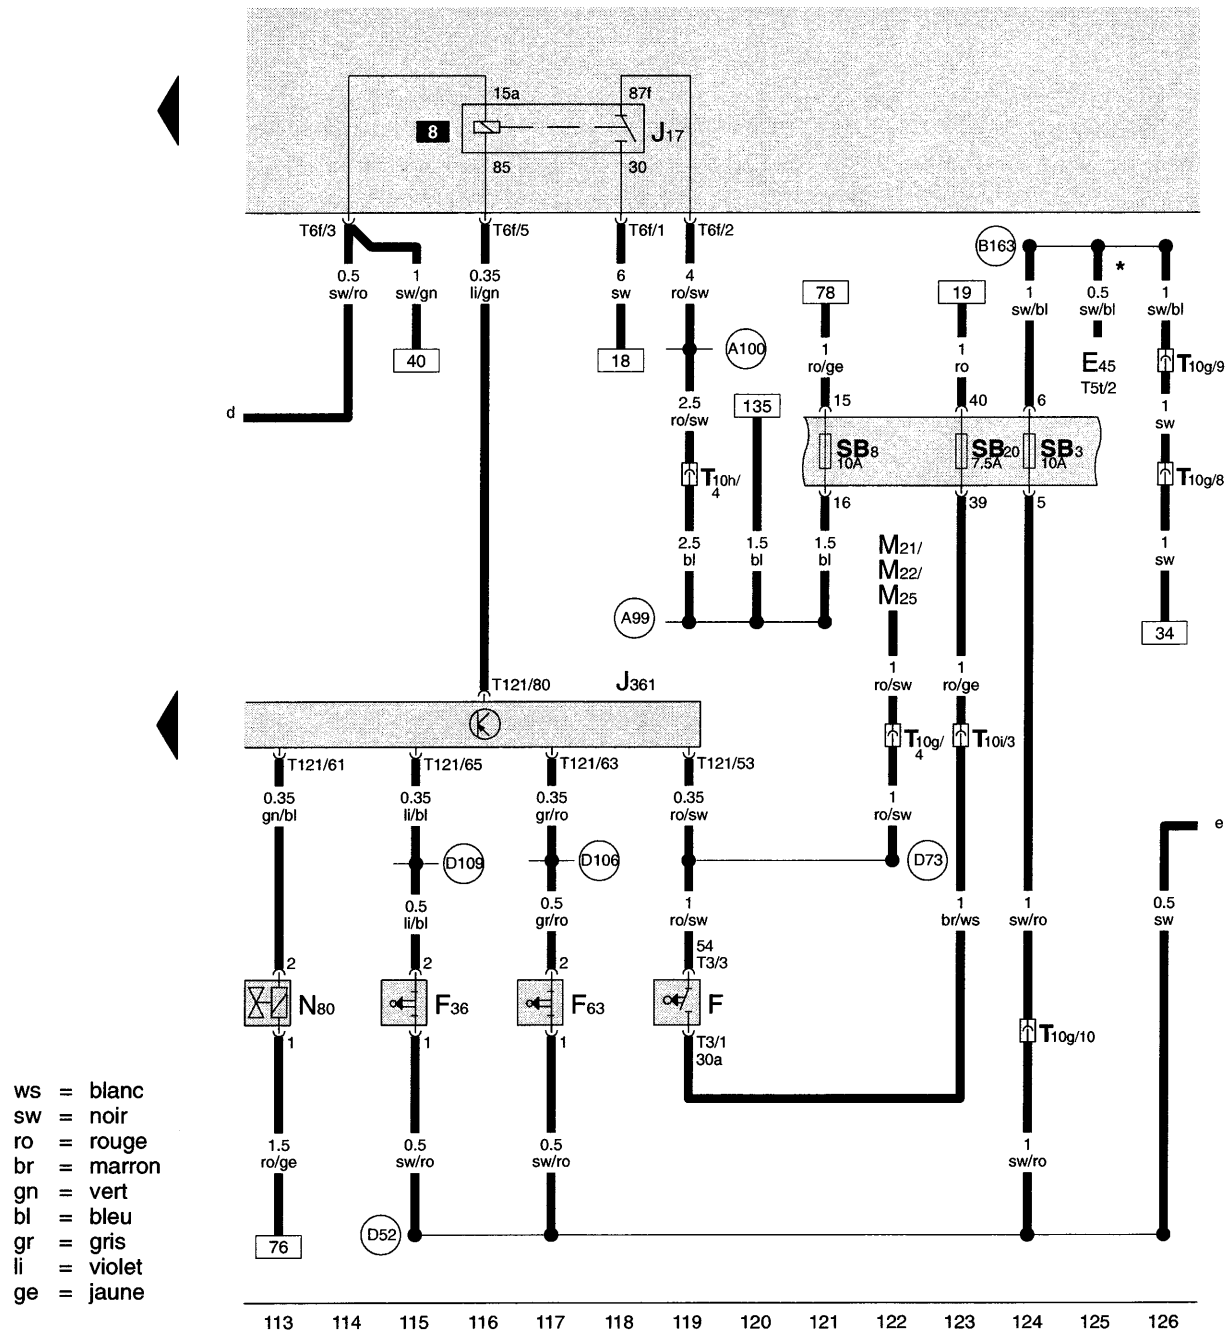 15a
87f
8
J17
85
30
T6f/3
T6f/5
T6f/1
T6f/2
B163
0.5
sw/ro
1
sw/gn
0.35
li/gn
6
sw
4
ro/sw
78
19
1
sw/bl
0.5
sw/bl
*
1
sw/bl
40
18
A100
1
ro/ge
1
ro
E45
T5t/2
T10g/9
d
2.5
ro/sw
135
15
40
6
1
sw
SB8
10A
SB20
7.5A
SB3
10A
T10h/
4
T10g/8
16
39
5
2.5
bl
1.5
bl
1.5
bl
M21/
M22/
M25
1
sw
A99
34
T121/80
J361
1
ro/sw
1
ro/ge
T10g/
4
T10i/3
T121/61
T121/65
T121/63
T121/53
0.35
gn/bl
0.35
li/bl
0.35
gr/ro
0.35
ro/sw
1
ro/sw
e
D109
D106
D73
0.5
li/bl
0.5
gr/ro
1
ro/sw
1
br/ws
1
sw/ro
0.5
sw
54
T3/3
2
2
2
N80
F36
F63
F
1
1
1
T3/1
30a
T10g/10
ws = blanc
sw = noir
ro = rouge
br = marron
gn = vert
bl = bleu
gr = gris
li = violet
ge = jaune
1.5
ro/ge
0.5
sw/ro
0.5
sw/ro
1
sw/ro
76
D52
113 114 115 116 117 118 119 120 121 122 123 124 125 126